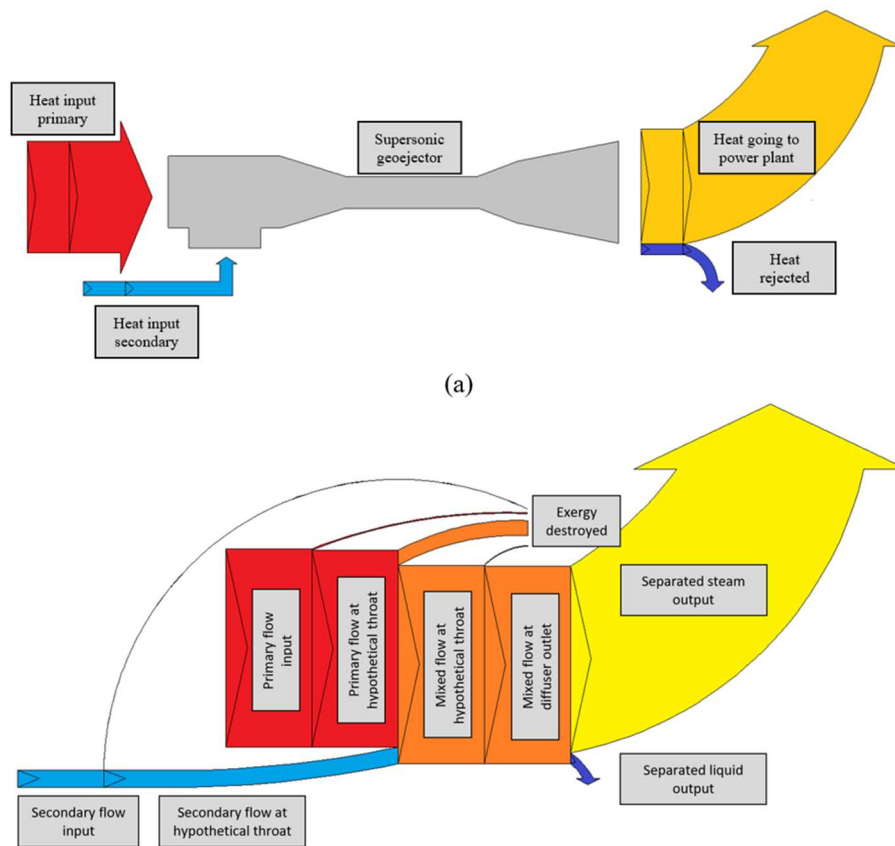 Heat input
primary
Supersonic
geoejector
Heat going to
power plant
Heat
rejected
Heat input
secondary
(a)
Exergy
destroyed
Primary flow
input
Primary flow at
hypothetical throat
Mixed flow at
hypothetical throat
Mixed flow at
diffuser outlet
Separated steam
output
Secondary flow
input
Secondary flow at
hypothetical throat
Separated liquid
output